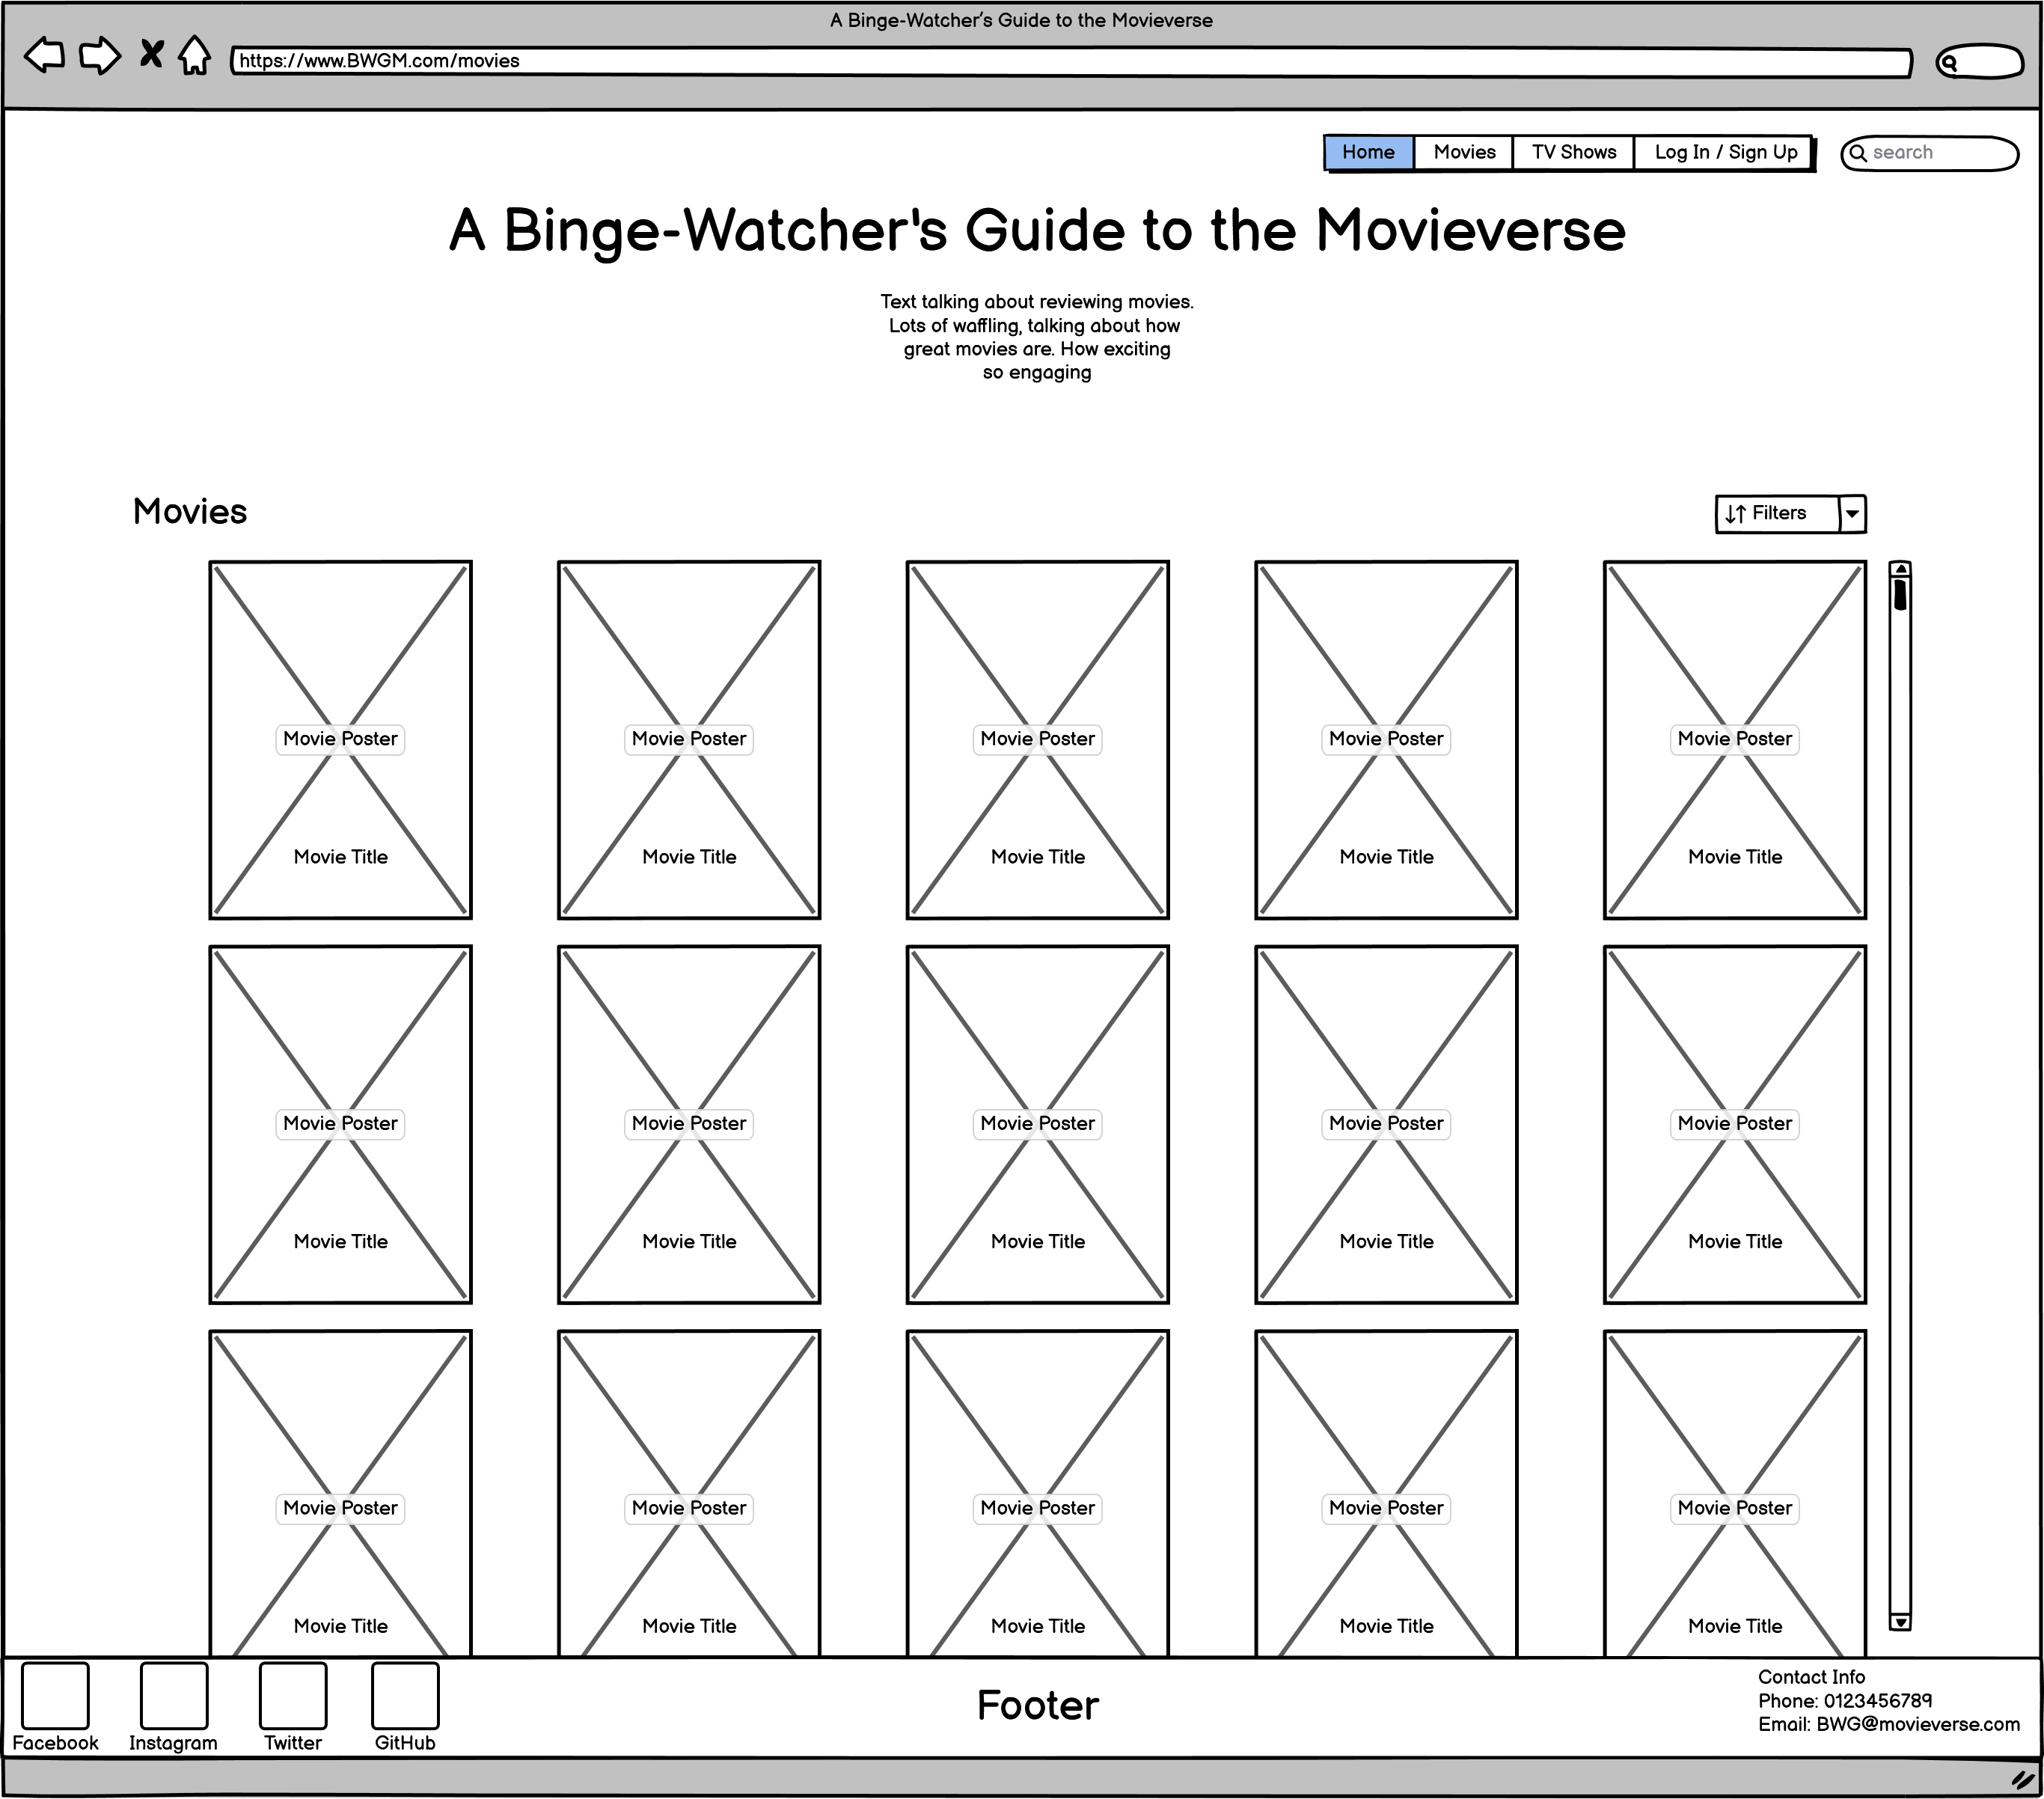 A Binge-Watcher's Guide to the Movieverse
https://www.BWGM.com/movies
Home Movies TV Shows Log In / Sign Up search
A Binge-Watcher's Guide to the Movieverse
Text talking about reviewing movies.
Lots of waffling, talking about how
great movies are. How exciting
so engaging
Movies
Filters
Movie Poster Movie Poster Movie Poster Movie Poster Movie Poster
Movie Title Movie Title Movie Title Movie Title Movie Title
Movie Poster Movie Poster Movie Poster Movie Poster Movie Poster
Movie Title Movie Title Movie Title Movie Title Movie Title
Movie Poster Movie Poster Movie Poster Movie Poster Movie Poster
Movie Title Movie Title Movie Title Movie Title Movie Title
Facebook Instagram Twitter GitHub
Footer
Contact Info
Phone: 0123456789
Email: BWG@movieverse.com